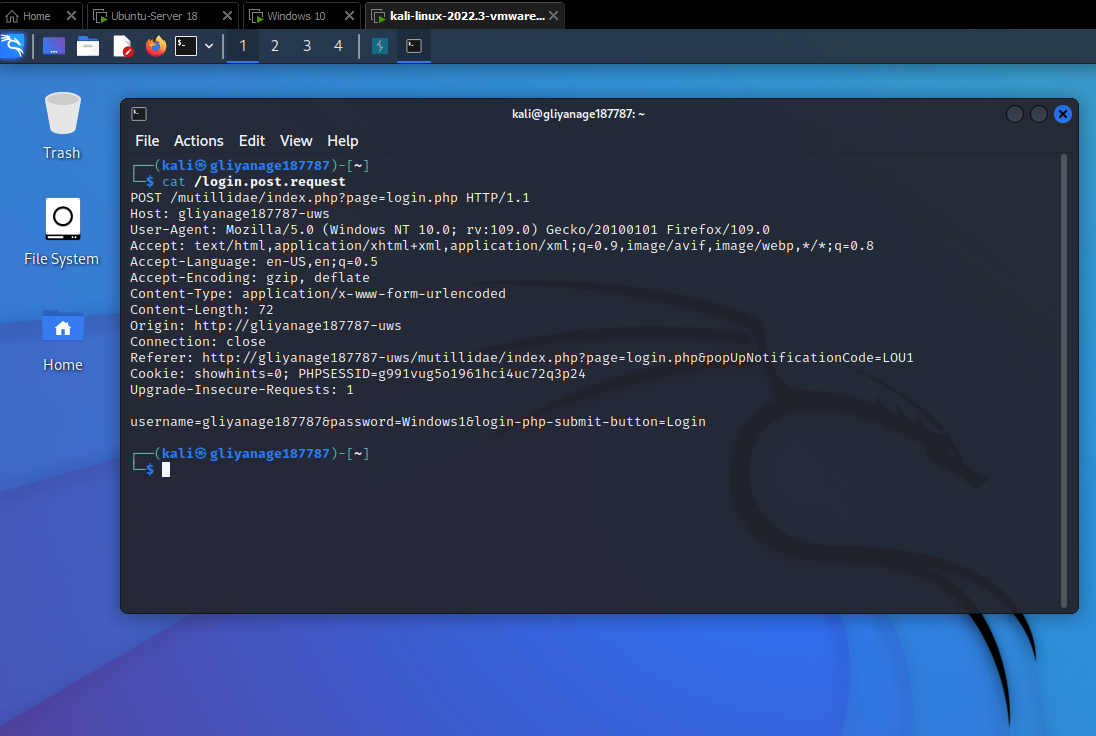 Home
Ubuntu-Server 18
Windows 10
kali-linux-2022.3-vmware...
1 2 3 4
Trash
File System
Home
kali@gliyanage187787: ~
File Actions Edit View Help
┌──(kali㉿gliyanage187787)-[~]
└─$ cat /login.post.request
POST /mutillidae/index.php?page=login.php HTTP/1.1
Host: gliyanage187787-uws
User-Agent: Mozilla/5.0 (Windows NT 10.0; rv:109.0) Gecko/20100101 Firefox/109.0
Accept: text/html,application/xhtml+xml,application/xml;q=0.9,image/avif,image/webp,*/*;q=0.8
Accept-Language: en-US,en;q=0.5
Accept-Encoding: gzip, deflate
Content-Type: application/x-www-form-urlencoded
Content-Length: 72
Origin: http://gliyanage187787-uws
Connection: close
Referer: http://gliyanage187787-uws/mutillidae/index.php?page=login.php&popUpNotificationCode=LOU1
Cookie: showhints=0; PHPSESSID=g991vug5o1961hci4uc72q3p24
Upgrade-Insecure-Requests: 1
username=gliyanage187787&password=Windows1&login-php-submit-button=Login
┌──(kali㉿gliyanage187787)-[~]
└─$